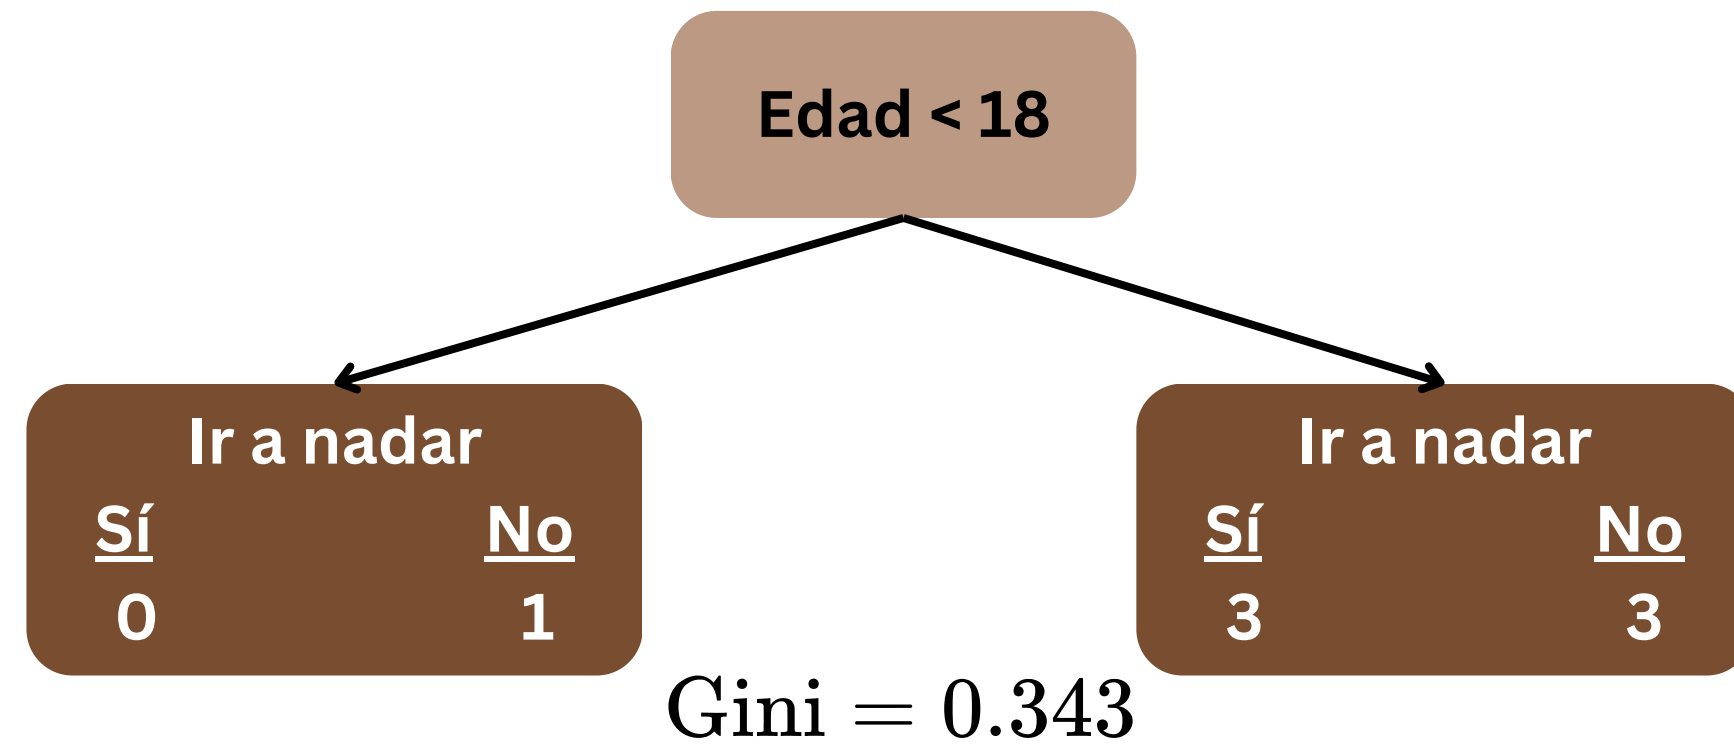 Edad < 18
Ir a nadar
Sí No
0 1
Ir a nadar
Sí No
3 3
Gini = 0.343